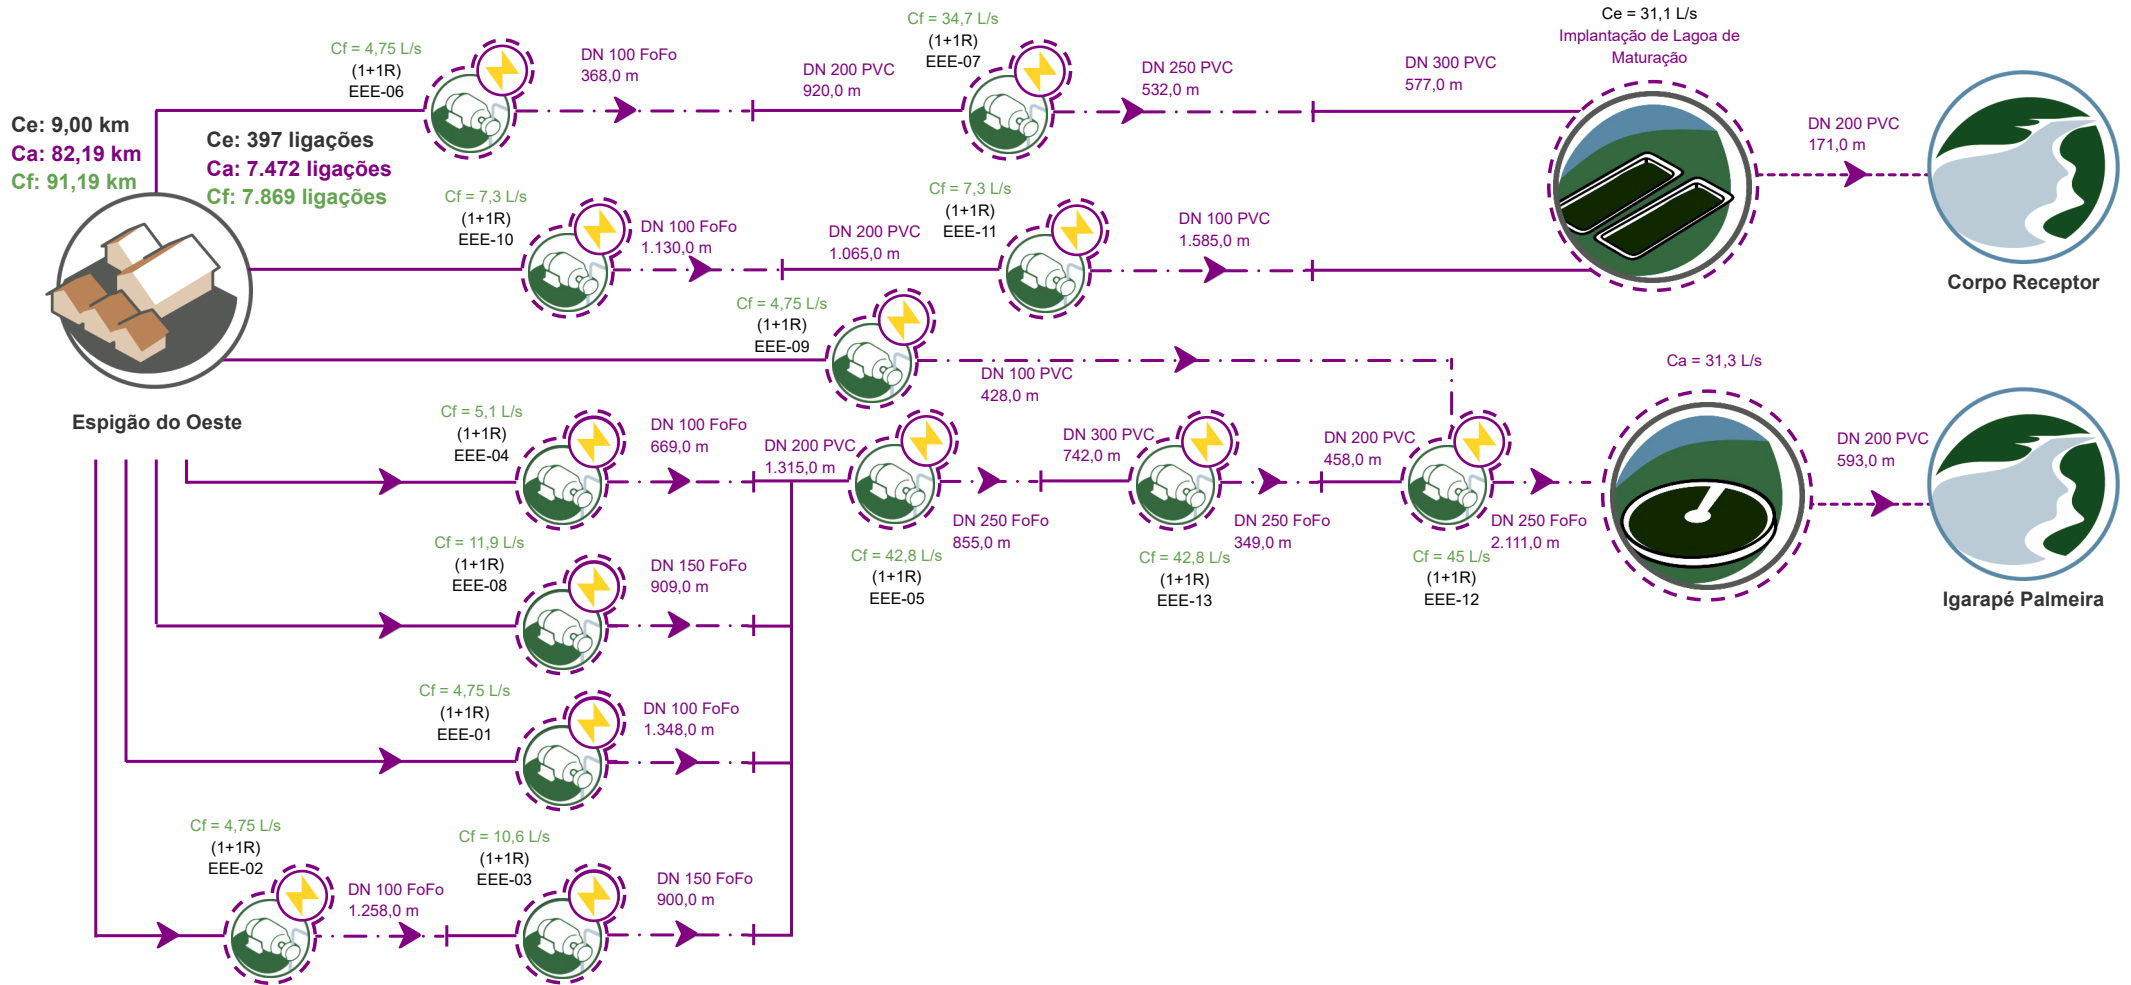 Ce: 9,00 km
Ca: 82,19 km
Cf: 91,19 km
Ce: 397 ligações
Ca: 7.472 ligações
Cf: 7.869 ligações
Espigão do Oeste
Cf = 4,75 L/s
(1+1R)
EEE-06
DN 100 FoFo
368,0 m
DN 200 PVC
920,0 m
Cf = 34,7 L/s
(1+1R)
EEE-07
DN 250 PVC
532,0 m
DN 300 PVC
577,0 m
Ce = 31,1 L/s
Implantação de Lagoa de
Maturação
DN 200 PVC
171,0 m
Corpo Receptor
Cf = 7,3 L/s
(1+1R)
EEE-10
DN 100 FoFo
1.130,0 m
DN 200 PVC
1.065,0 m
Cf = 7,3 L/s
(1+1R)
EEE-11
DN 100 PVC
1.585,0 m
Cf = 4,75 L/s
(1+1R)
EEE-09
DN 100 PVC
428,0 m
Cf = 5,1 L/s
(1+1R)
EEE-04
DN 100 FoFo
669,0 m
DN 200 PVC
1.315,0 m
DN 250 FoFo
855,0 m
Cf = 42,8 L/s
(1+1R)
EEE-05
DN 300 PVC
742,0 m
DN 250 FoFo
349,0 m
Cf = 42,8 L/s
(1+1R)
EEE-13
DN 200 PVC
458,0 m
DN 250 FoFo
2.111,0 m
Cf = 45 L/s
(1+1R)
EEE-12
Ca = 31,3 L/s
DN 200 PVC
593,0 m
Igarapé Palmeira
Cf = 11,9 L/s
(1+1R)
EEE-08
DN 150 FoFo
909,0 m
Cf = 4,75 L/s
(1+1R)
EEE-01
DN 100 FoFo
1.348,0 m
Cf = 4,75 L/s
(1+1R)
EEE-02
DN 100 FoFo
1.258,0 m
Cf = 10,6 L/s
(1+1R)
EEE-03
DN 150 FoFo
900,0 m